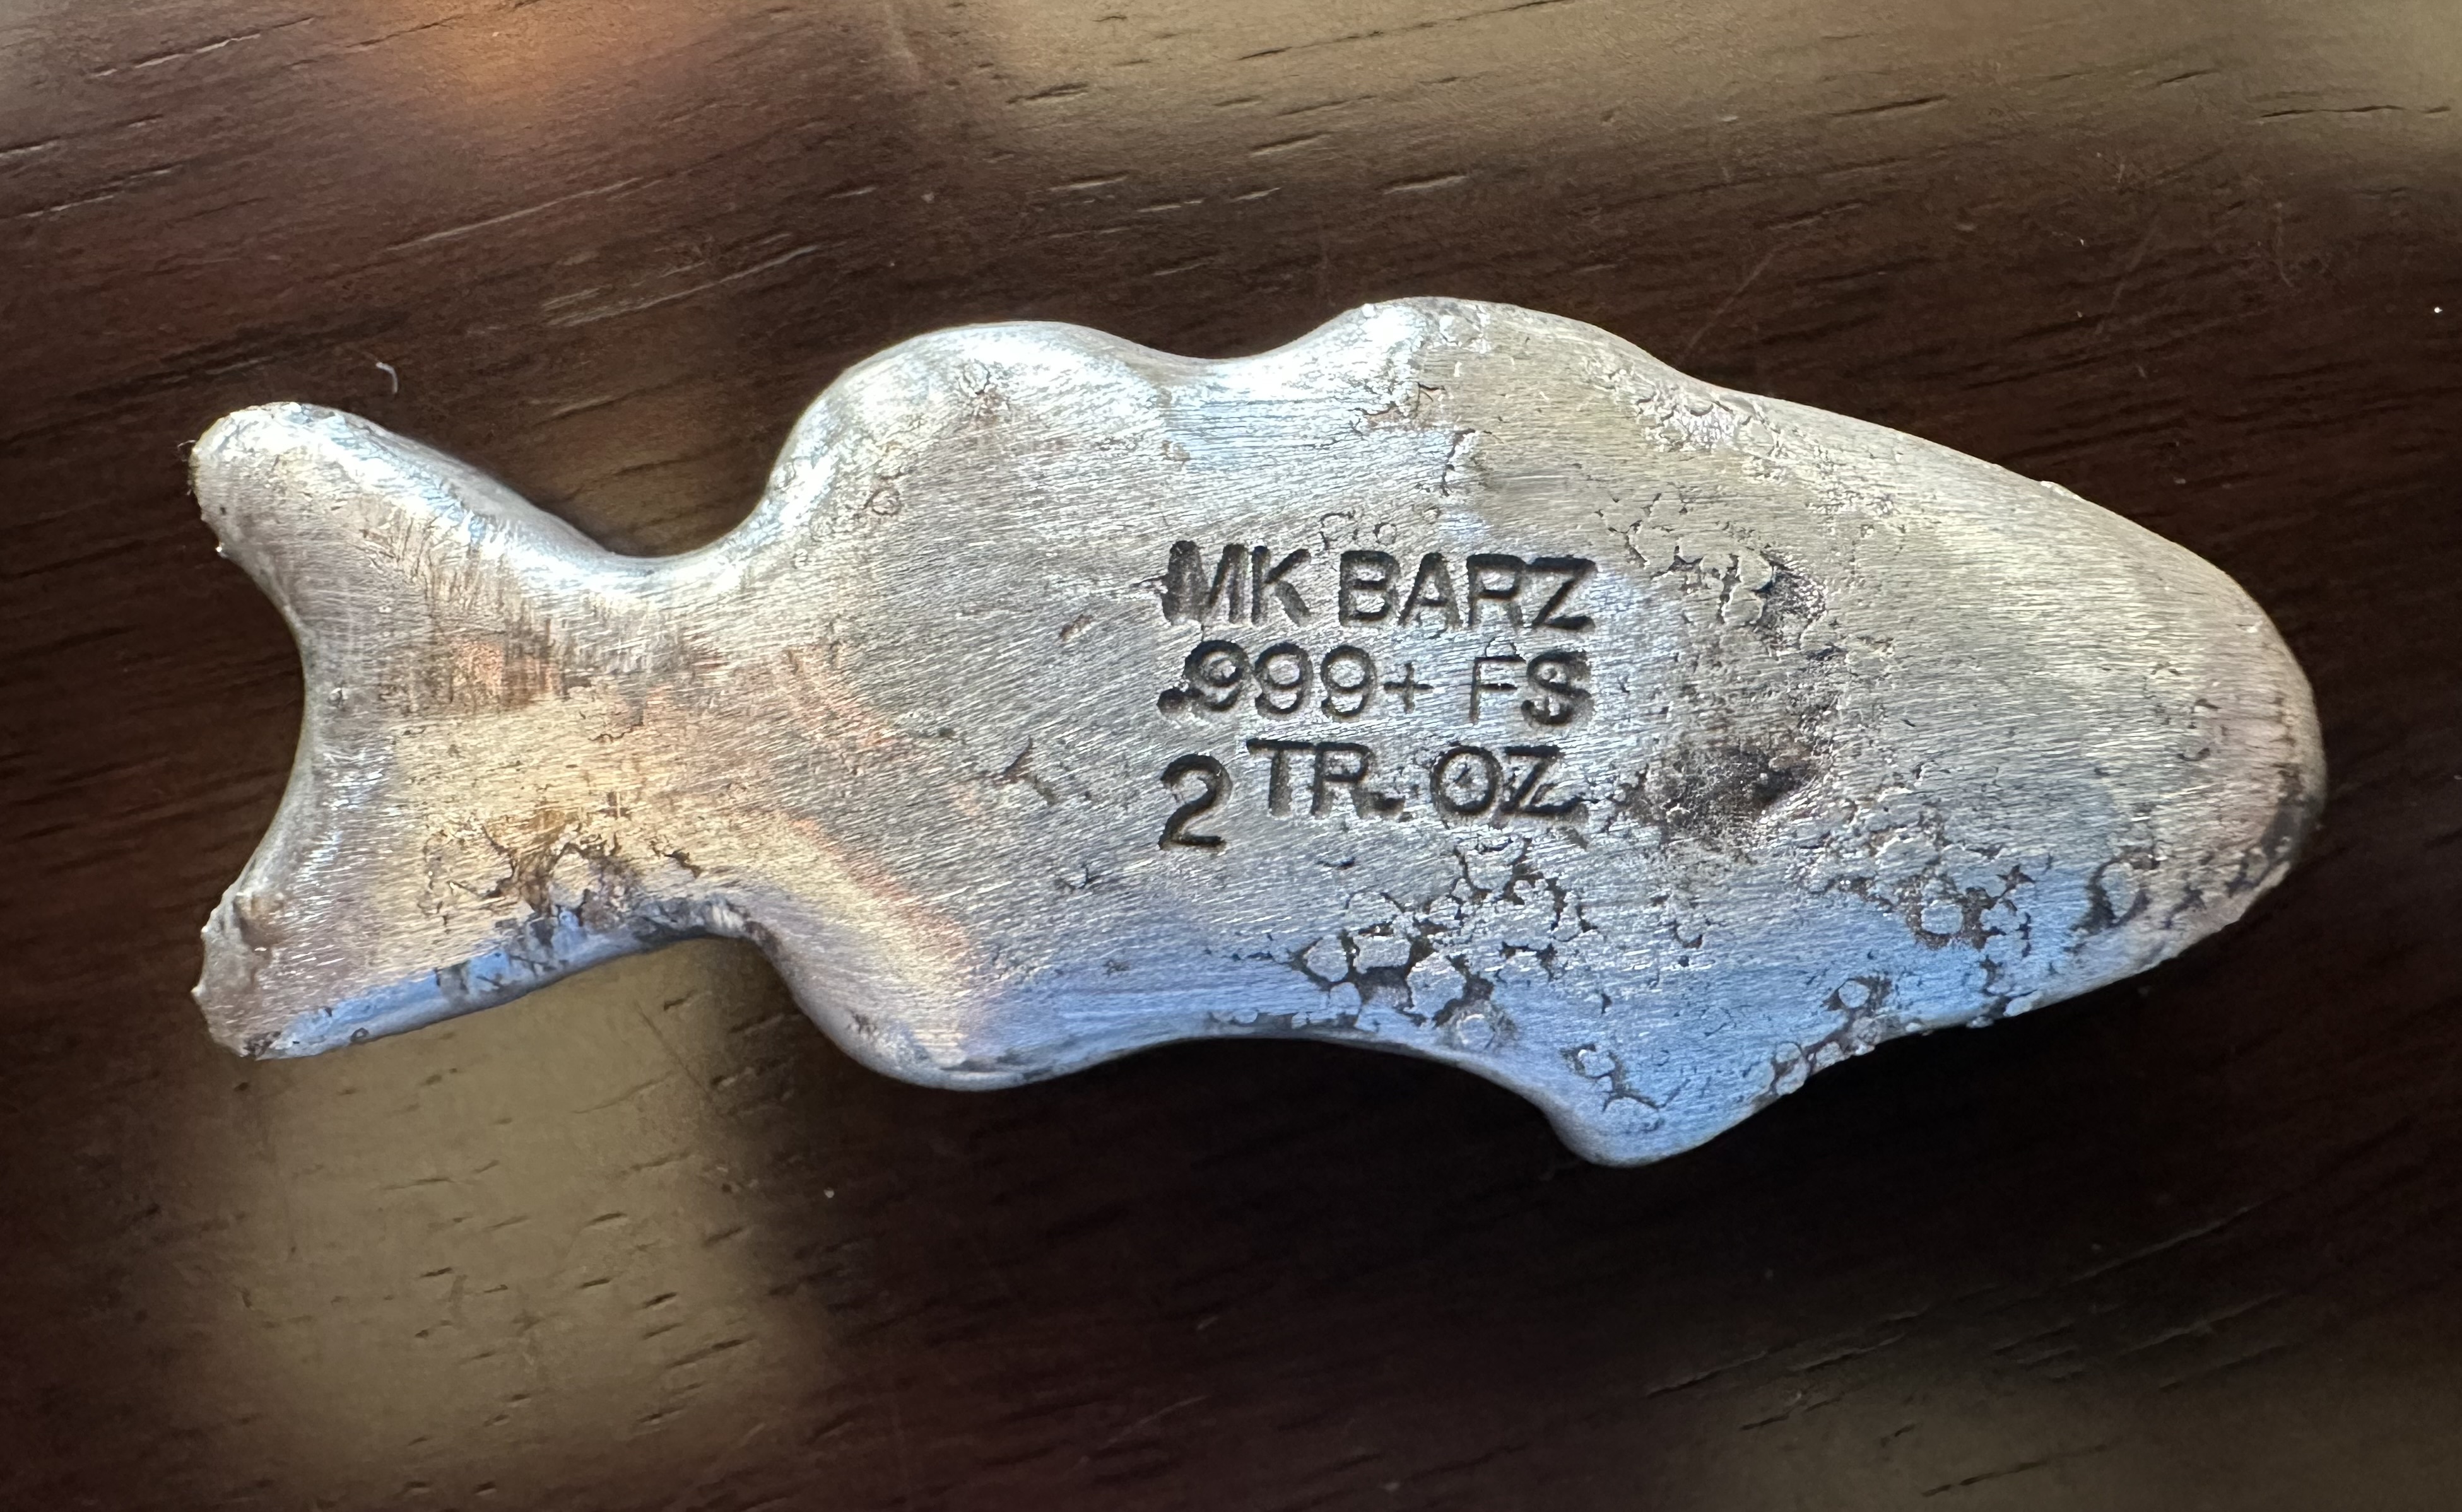 MK BARZ
.999+ FS
2 TR. OZ